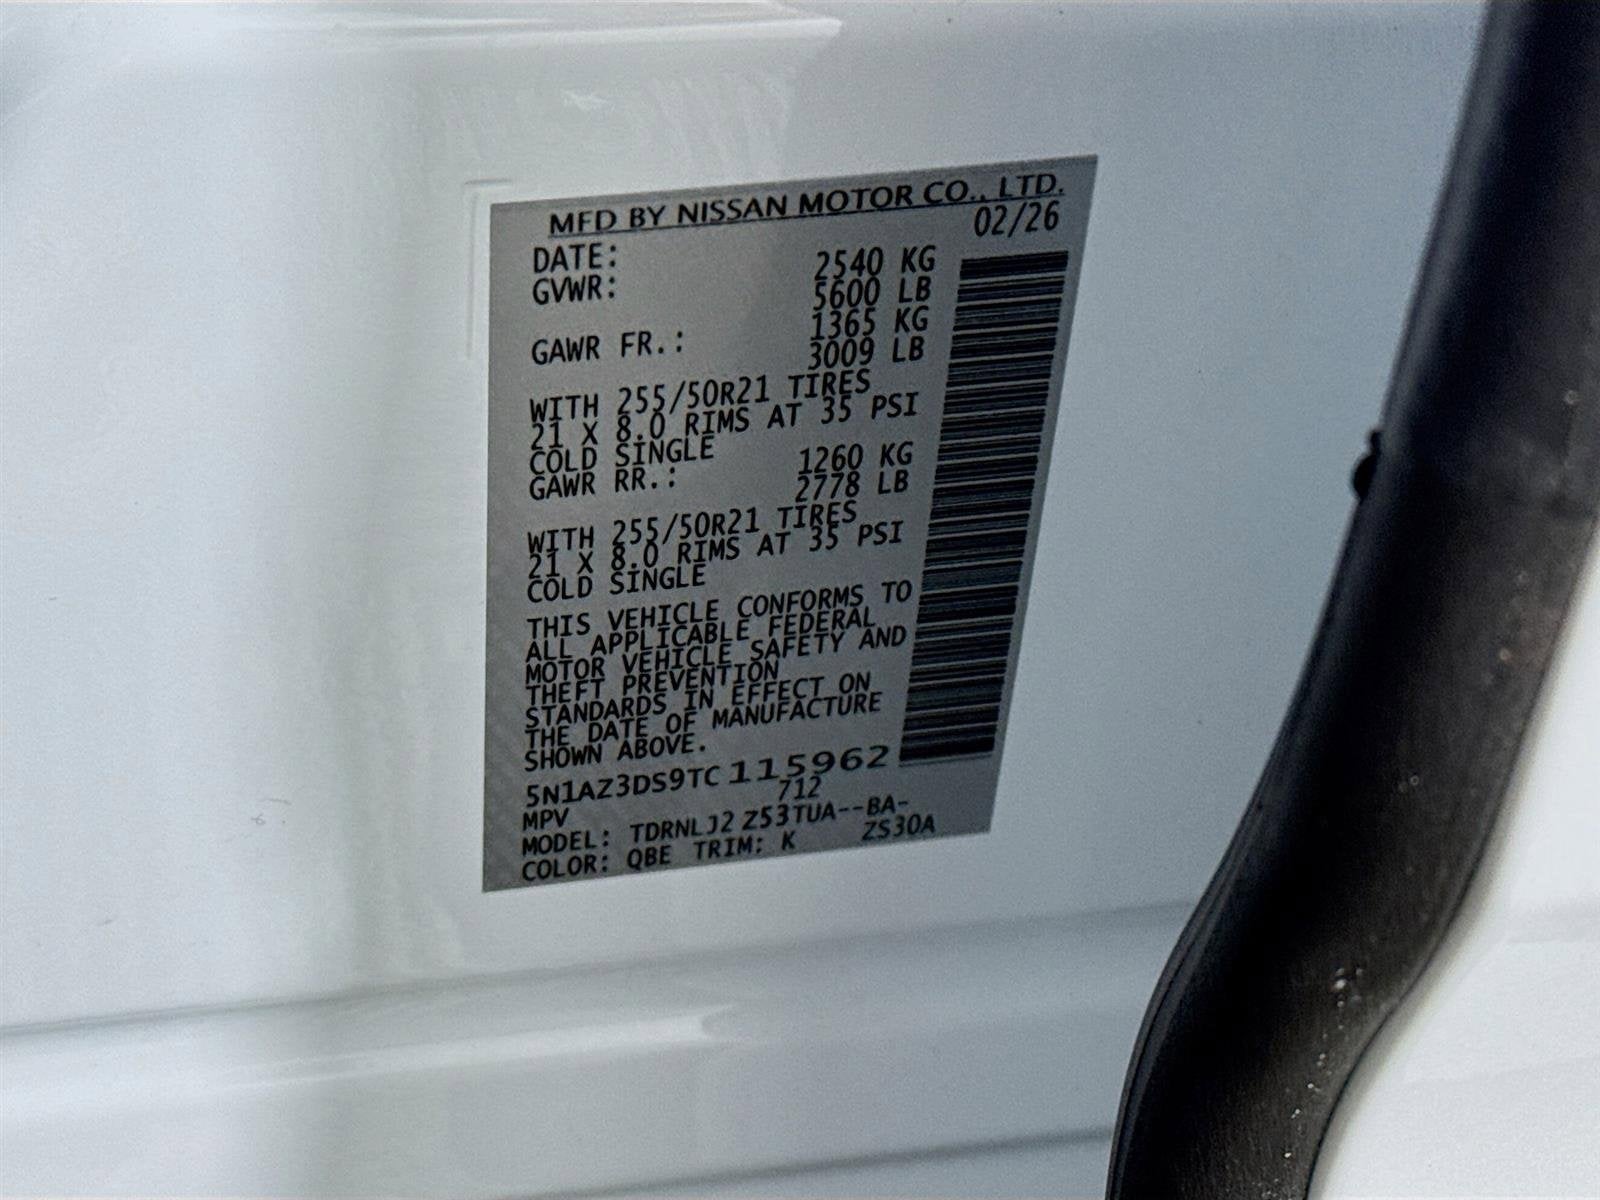 MFD BY NISSAN MOTOR CO., LTD.
DATE: 02/26
GVWR: 2540 KG
5600 LB
GAWR FR.: 1365 KG
3009 LB
WITH 255/50R21 TIRES
21 X 8.0 RIMS AT 35 PSI
COLD SINGLE
GAWR RR.: 1260 KG
2778 LB
WITH 255/50R21 TIRES
21 X 8.0 RIMS AT 35 PSI
COLD SINGLE
THIS VEHICLE CONFORMS TO
ALL APPLICABLE FEDERAL
MOTOR VEHICLE SAFETY AND
THEFT PREVENTION
STANDARDS IN EFFECT ON
THE DATE OF MANUFACTURE
SHOWN ABOVE.
5N1AZ3DS9TC115962
MPV 712
MODEL: TDRNLJ2 Z53TUA--BA-
COLOR: QBE TRIM: K ZS30A